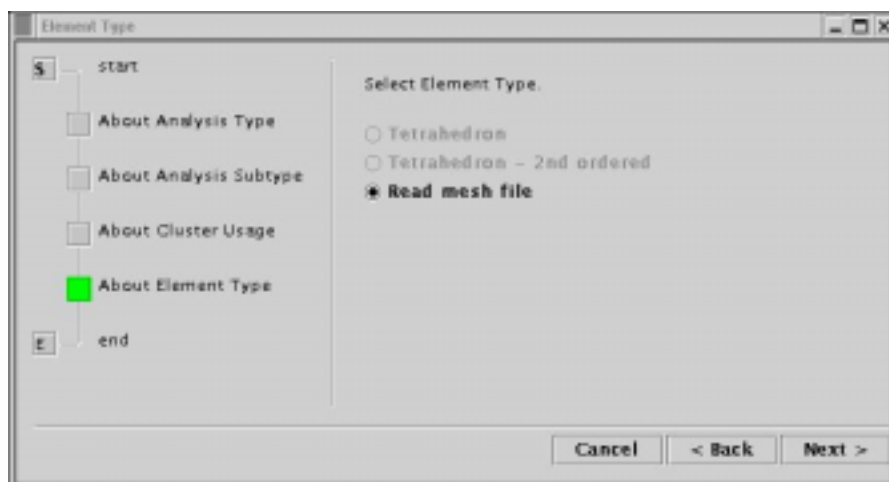 Element Type
S start
About Analysis Type
About Analysis Subtype
About Cluster Usage
About Element Type
E end
Select Element Type.
Tetrahedron
Tetrahedron - 2nd ordered
Read mesh file
Cancel
< Back
Next >